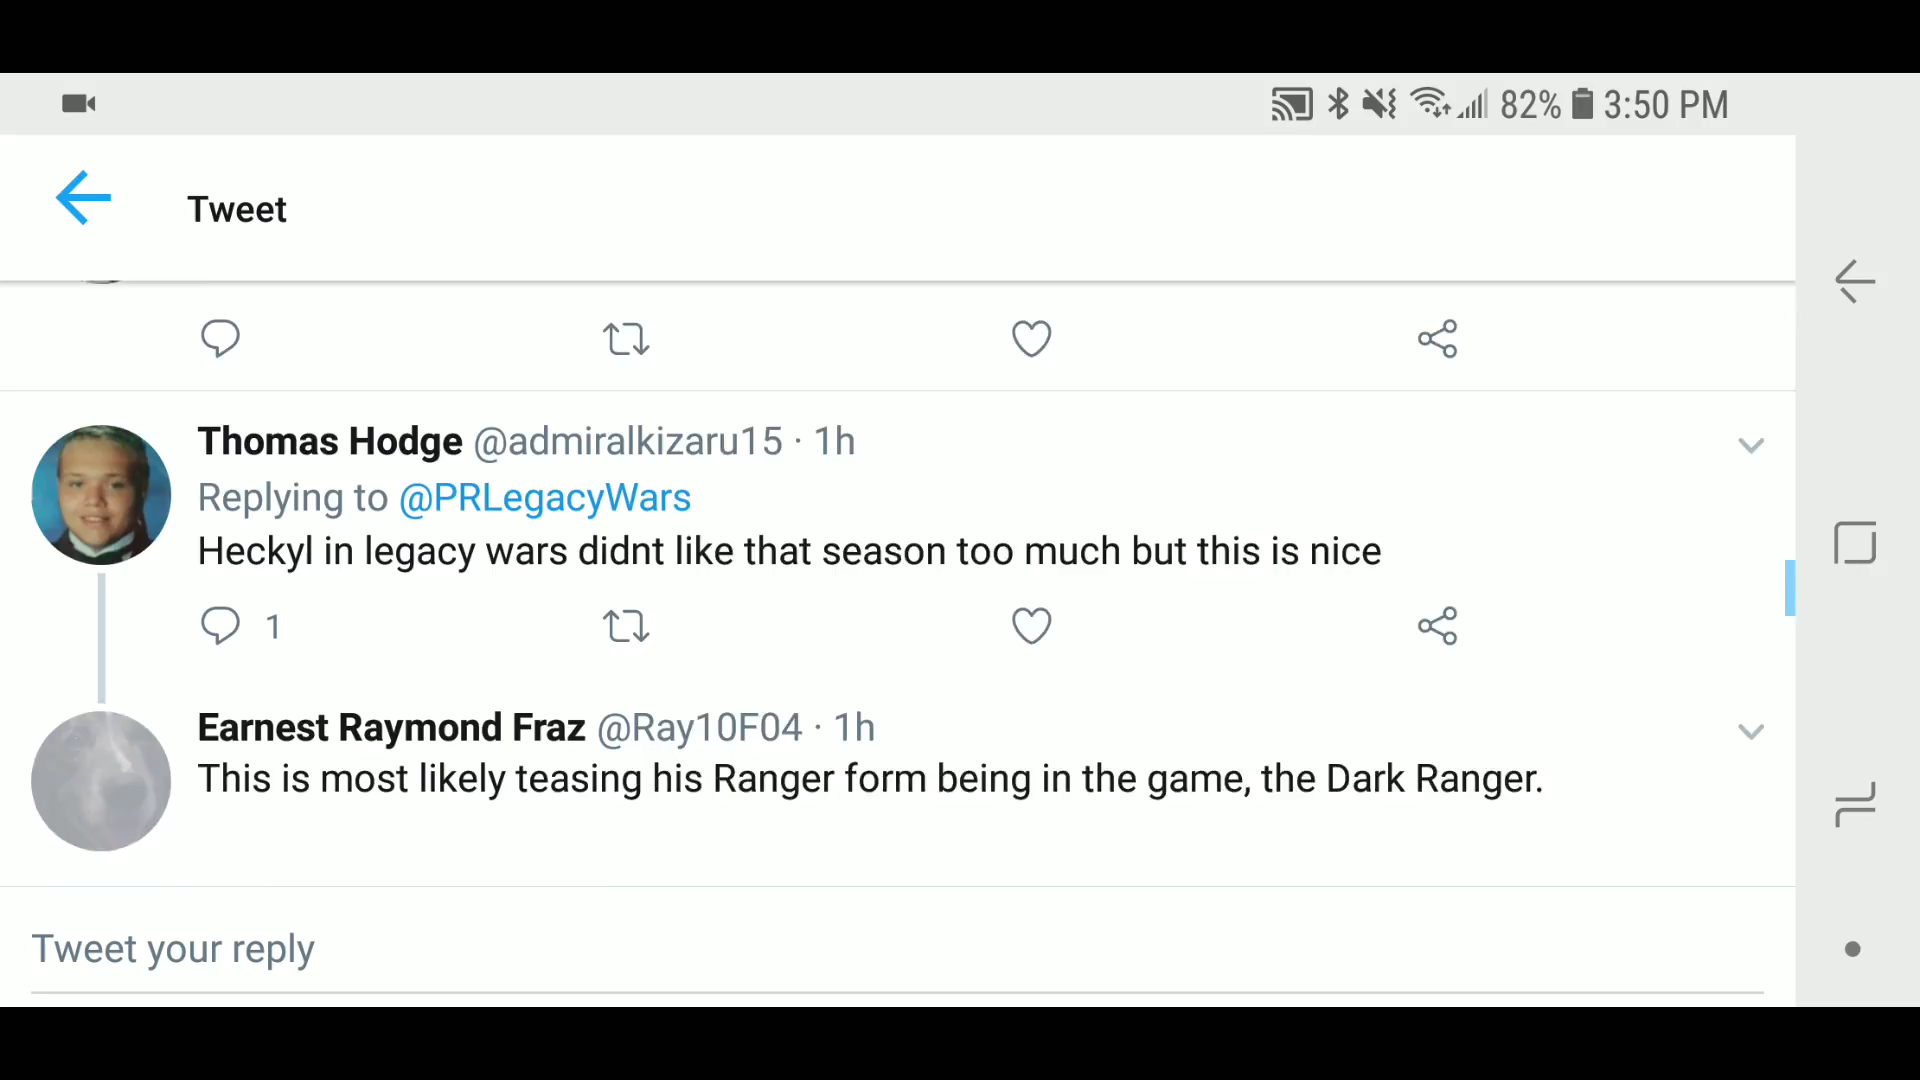 82% 3:50 PM
Tweet
Thomas Hodge @admiralkizaru15 · 1h
Replying to @PRLegacyWars
Heckyl in legacy wars didnt like that season too much but this is nice
1
Earnest Raymond Fraz @Ray10F04 · 1h
This is most likely teasing his Ranger form being in the game, the Dark Ranger.
Tweet your reply